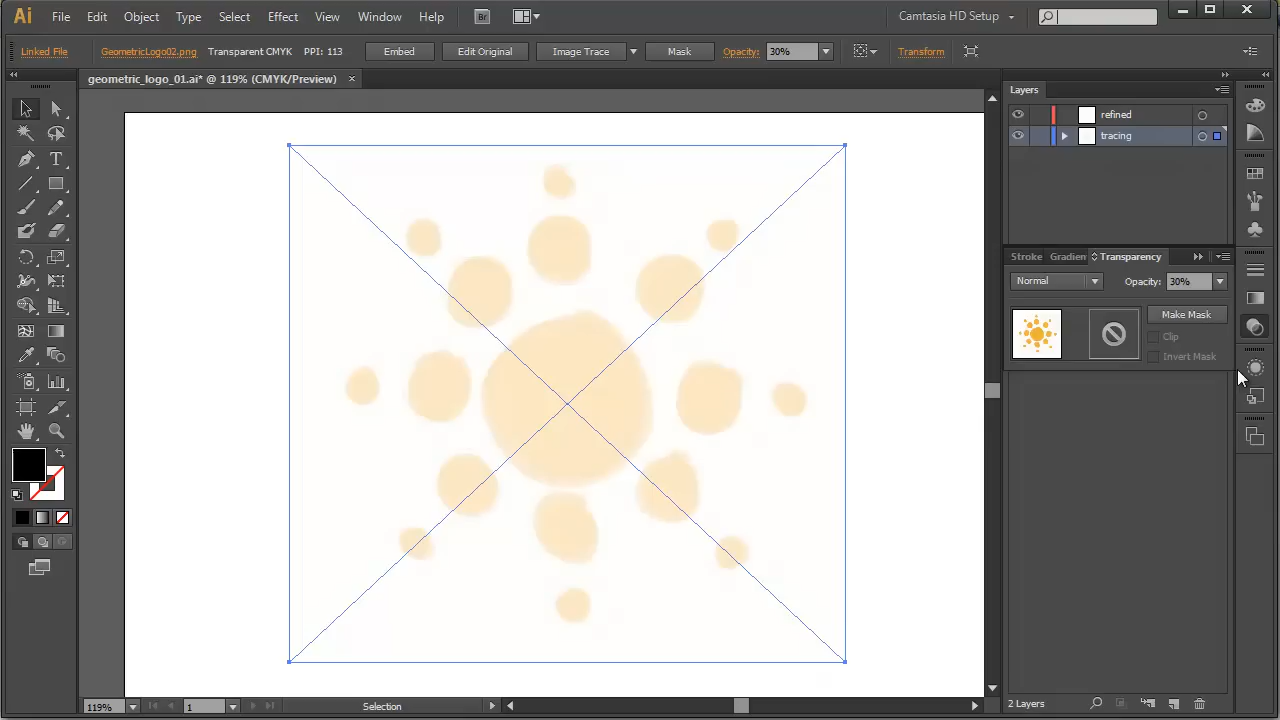 Ai File Edit Object Type Select Effect View Window Help Br Camtasia HD Setup
Linked File GeometricLogo02.png Transparent CMYK PPI: 113 Embed Edit Original Image Trace Mask Opacity: 30% Transform
geometric_logo_01.ai* @ 119% (CMYK/Preview)
Layers
refined
tracing
Stroke Gradien Transparency
Normal Opacity: 30%
Make Mask
Clip
Invert Mask
119% 1 Selection 2 Layers